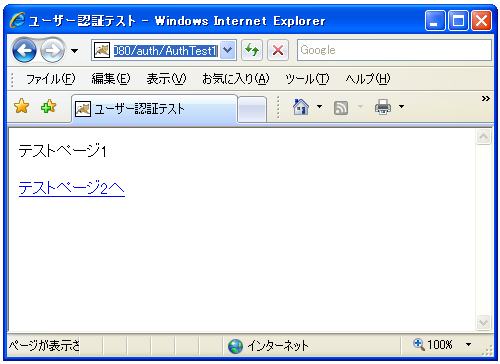 ユーザー認証テスト - Windows Internet Explorer
080/auth/AuthTest1
Google
ファイル(F) 編集(E) 表示(V) お気に入り(A) ツール(T) ヘルプ(H)
ユーザー認証テスト
テストページ1
テストページ2へ
ページが表示さ インターネット 100%